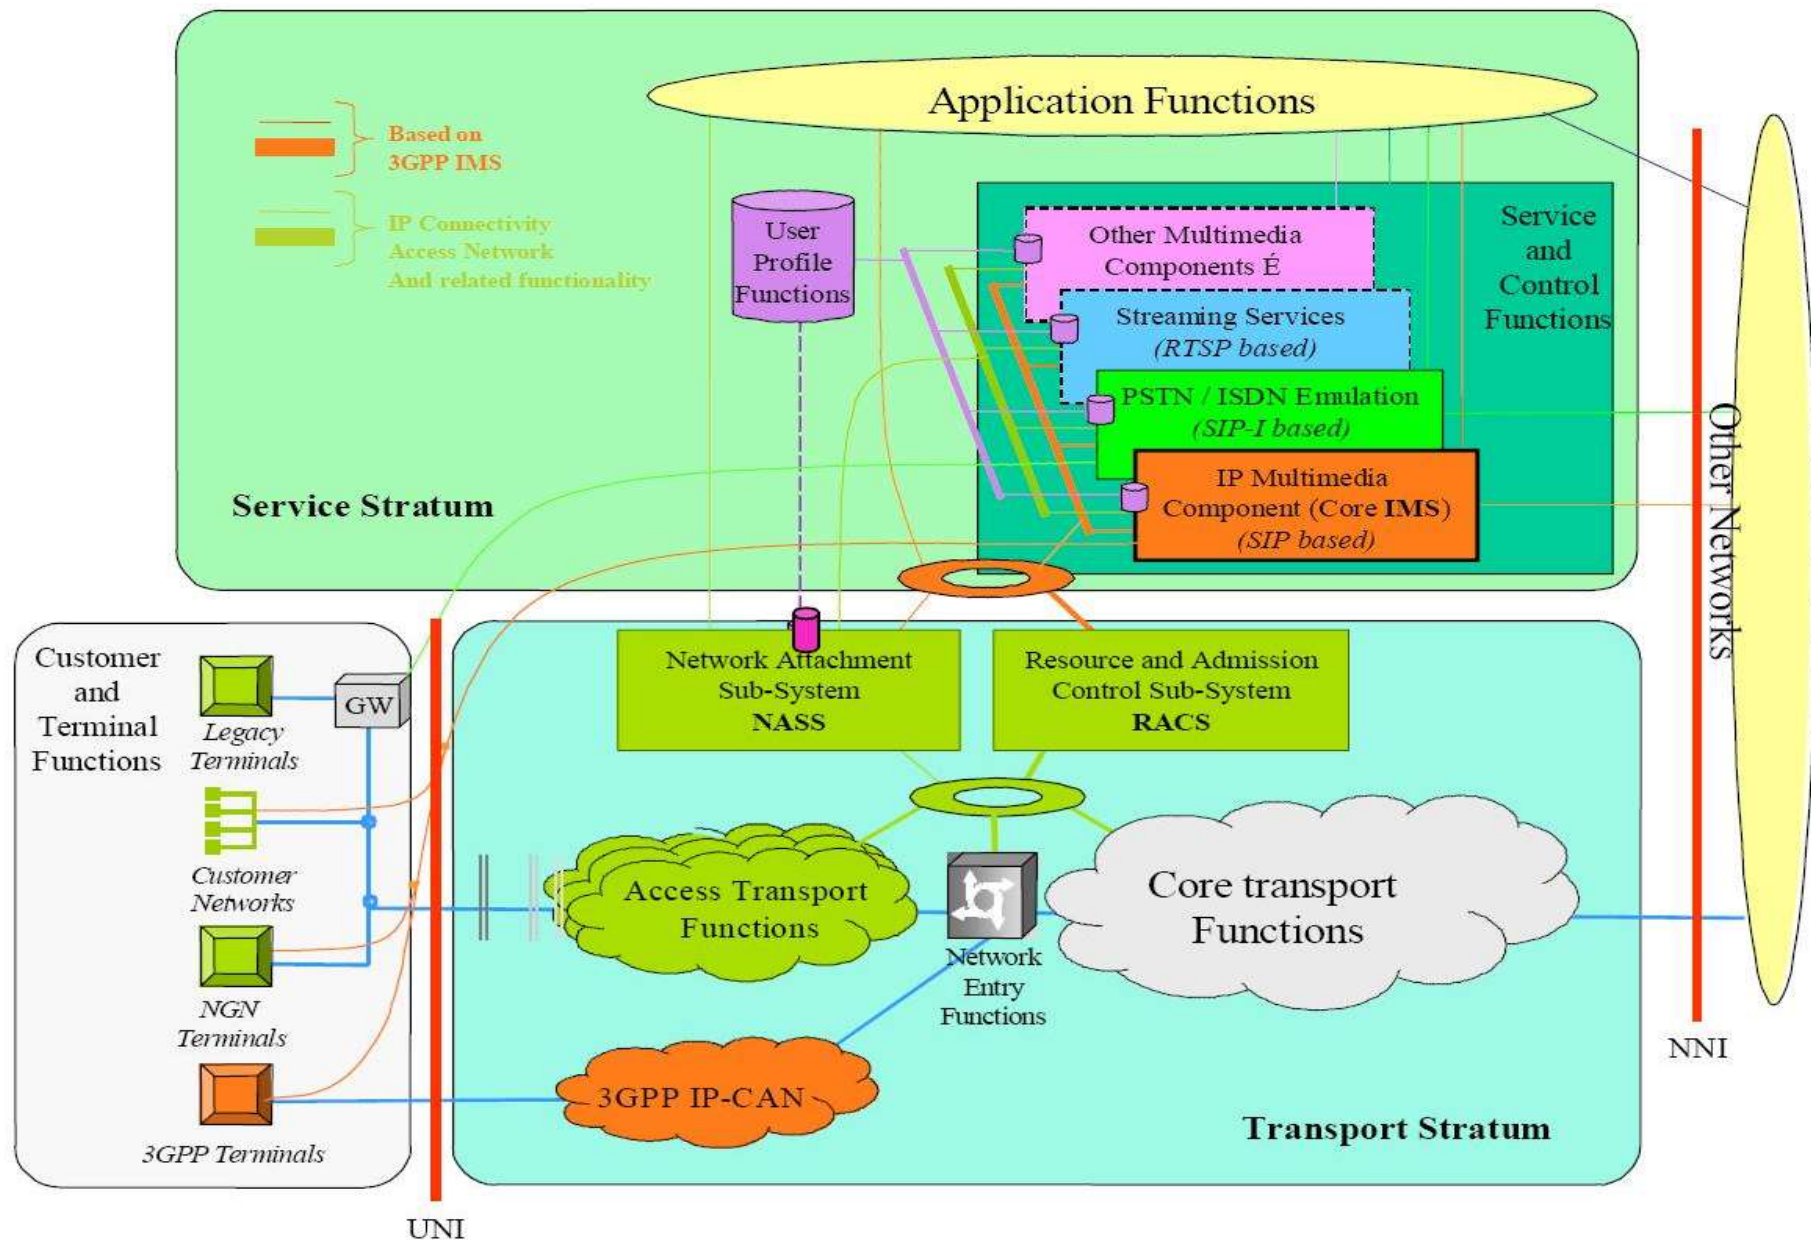 Application Functions
Based on
3GPP IMS
IP Connectivity
Access Network
And related functionality
User
Profile
Functions
Other Multimedia
Components É
Service
and
Control
Functions
Streaming Services
(RTSP based)
PSTN / ISDN Emulation
(SIP-I based)
IP Multimedia
Component (Core IMS)
(SIP based)
Service Stratum
Other Networks
Customer
and
Terminal
Functions
GW
Legacy
Terminals
Customer
Networks
NGN
Terminals
3GPP Terminals
UNI
Network Attachment
Sub-System
NASS
Resource and Admission
Control Sub-System
RACS
Access Transport
Functions
Network
Entry
Functions
Core transport
Functions
3GPP IP-CAN
Transport Stratum
NNI